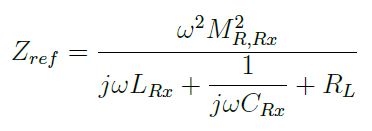 Z_{ref} = \frac{\omega^2 M_{R,Rx}^2}{j\omega L_{Rx} + \frac{1}{j\omega C_{Rx}} + R_L}